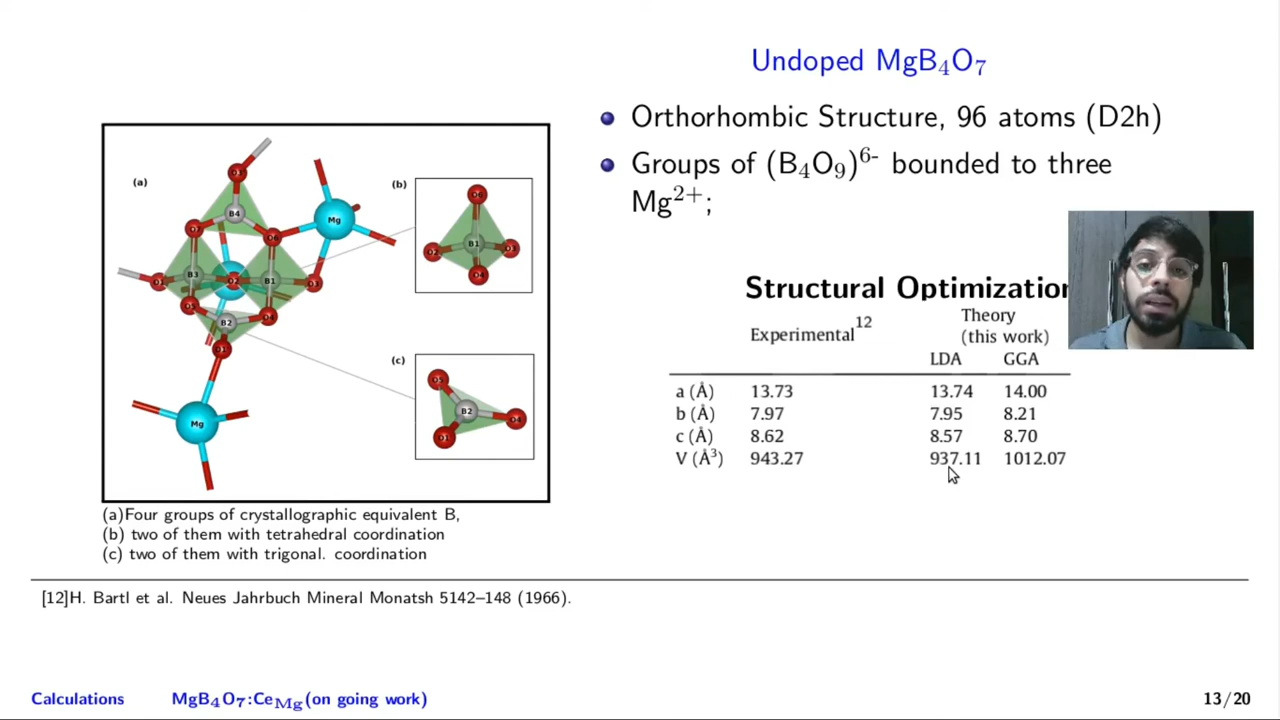 Undoped MgB₄O₇
Orthorhombic Structure, 96 atoms (D2h)
Groups of (B₄O₉)⁶⁻ bounded to three
Mg²⁺;
(a)
(b)
(c)
B4
Mg
B3
O2
B1
B2
Mg
B1
B2
Structural Optimization
Experimental¹² Theory
(this work)
LDA GGA
a (Å) 13.73 13.74 14.00
b (Å) 7.97 7.95 8.21
c (Å) 8.62 8.57 8.70
V (Å³) 943.27 937.11 1012.07
(a)Four groups of crystallographic equivalent B,
(b) two of them with tetrahedral coordination
(c) two of them with trigonal. coordination
[12]H. Bartl et al. Neues Jahrbuch Mineral Monatsh 5142–148 (1966).
Calculations MgB₄O₇:Ce_Mg(on going work) 13/20